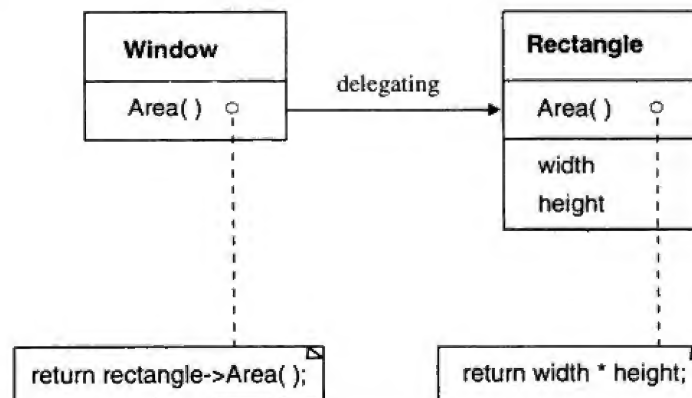 Window
Area( )
delegating
Rectangle
Area( )
width
height
return rectangle->Area( );
return width * height;